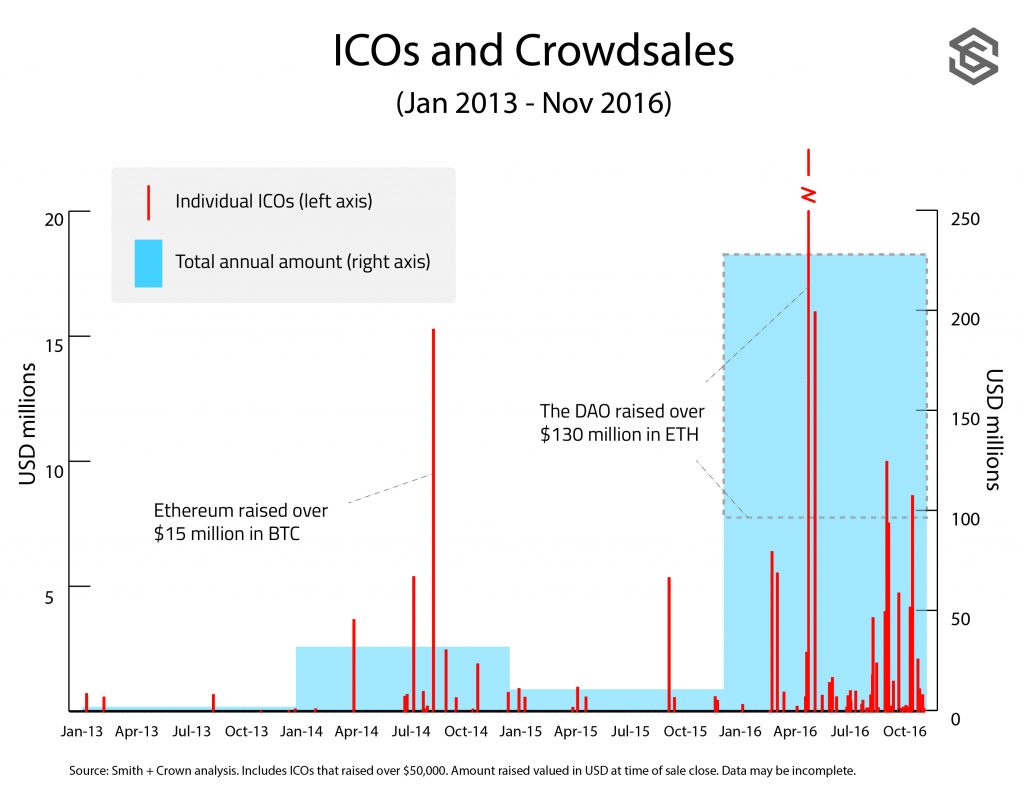 ICOs and Crowdsales
(Jan 2013 - Nov 2016)
Individual ICOs (left axis)
Total annual amount (right axis)
USD millions
20
15
10
5
Ethereum raised over
$15 million in BTC
The DAO raised over
$130 million in ETH
250
200
150
100
50
0
USD millions
Jan-13 Apr-13 Jul-13 Oct-13 Jan-14 Apr-14 Jul-14 Oct-14 Jan-15 Apr-15 Jul-15 Oct-15 Jan-16 Apr-16 Jul-16 Oct-16
Source: Smith + Crown analysis. Includes ICOs that raised over $50,000. Amount raised valued in USD at time of sale close. Data may be incomplete.